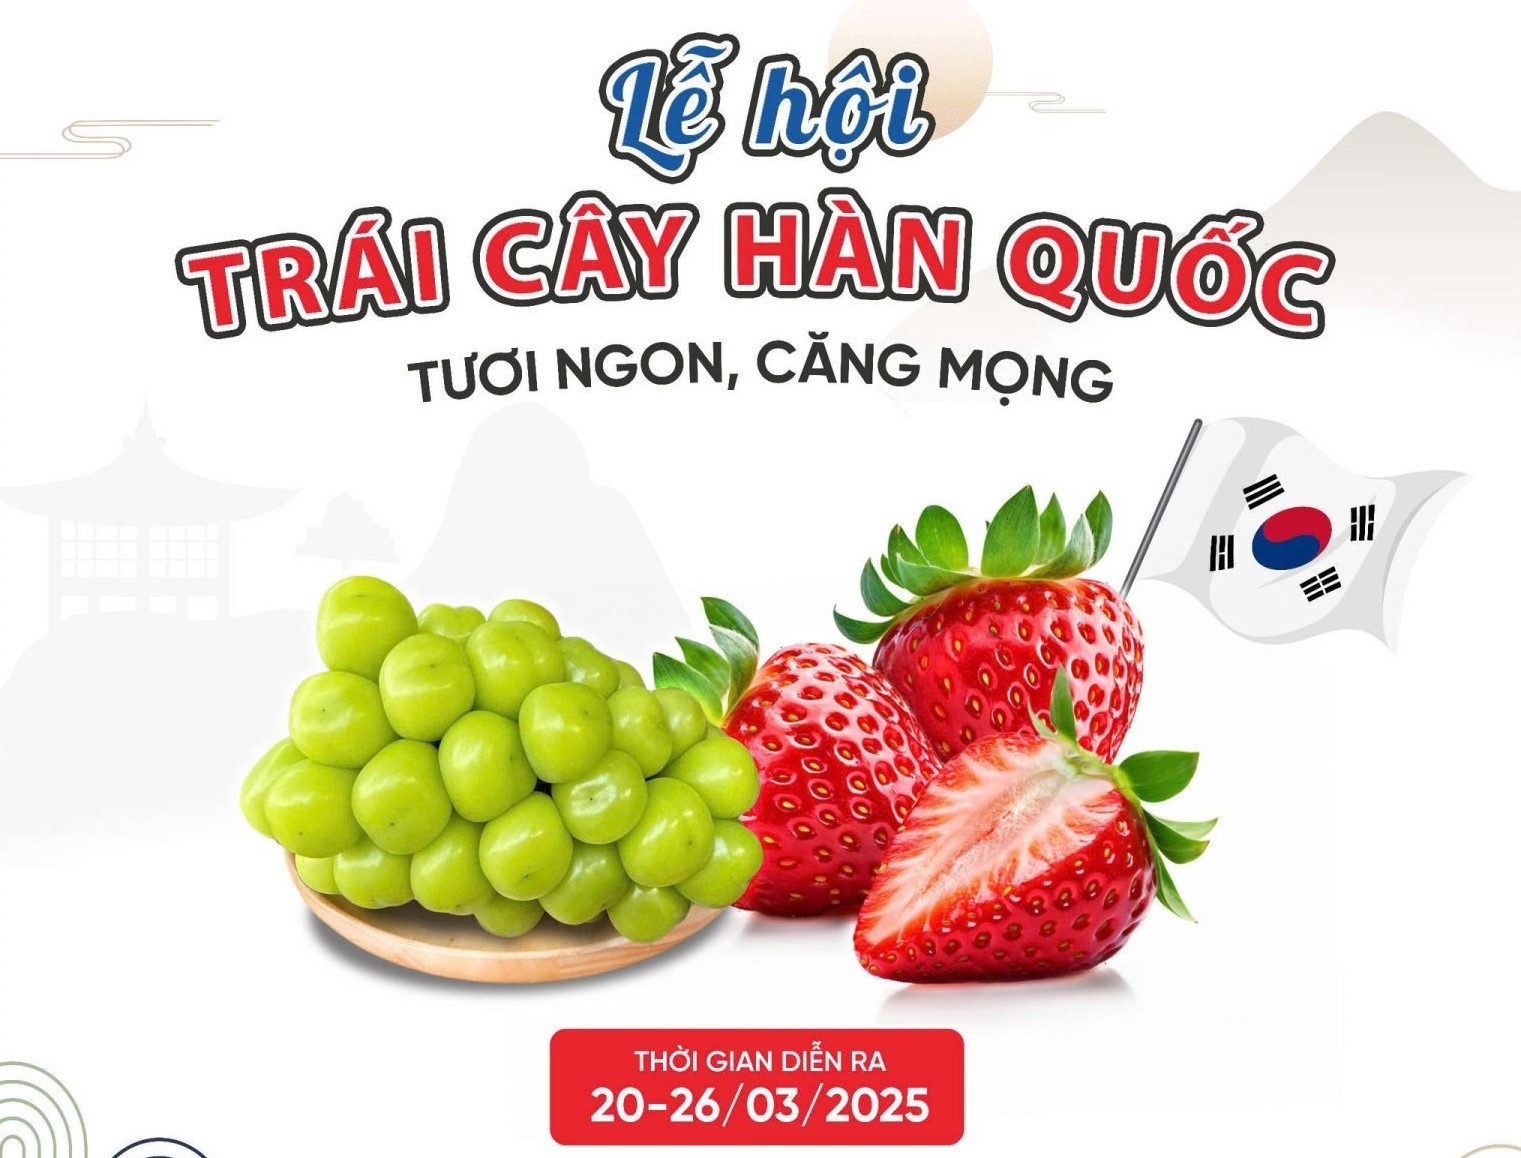 Lễ hội
TRÁI CÂY HÀN QUỐC
TƯƠI NGON, CĂNG MỌNG
THỜI GIAN DIỄN RA
20-26/03/2025